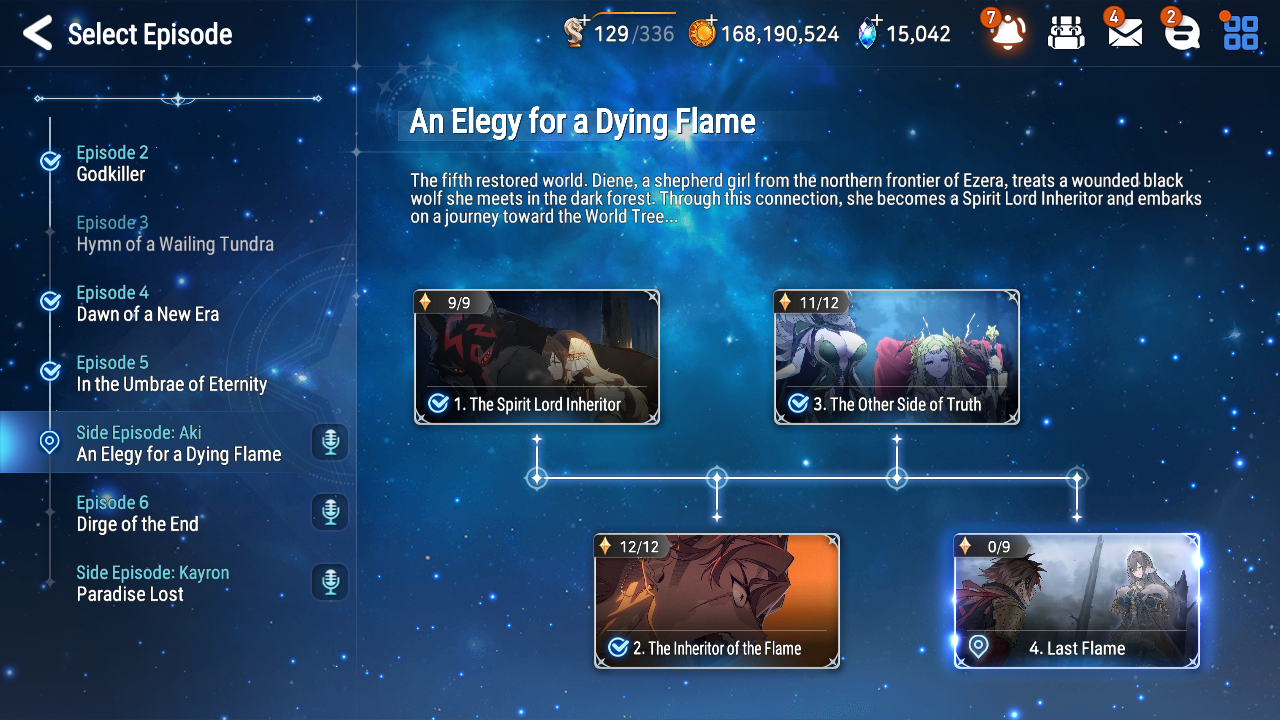 Select Episode
129/336
168,190,524
15,042
7
4
2
Episode 2
Godkiller
Episode 3
Hymn of a Wailing Tundra
Episode 4
Dawn of a New Era
Episode 5
In the Umbrae of Eternity
Side Episode: Aki
An Elegy for a Dying Flame
Episode 6
Dirge of the End
Side Episode: Kayron
Paradise Lost
An Elegy for a Dying Flame
The fifth restored world. Diene, a shepherd girl from the northern frontier of Ezera, treats a wounded black
wolf she meets in the dark forest. Through this connection, she becomes a Spirit Lord Inheritor and embarks
on a journey toward the World Tree...
9/9
1. The Spirit Lord Inheritor
11/12
3. The Other Side of Truth
12/12
2. The Inheritor of the Flame
0/9
4. Last Flame